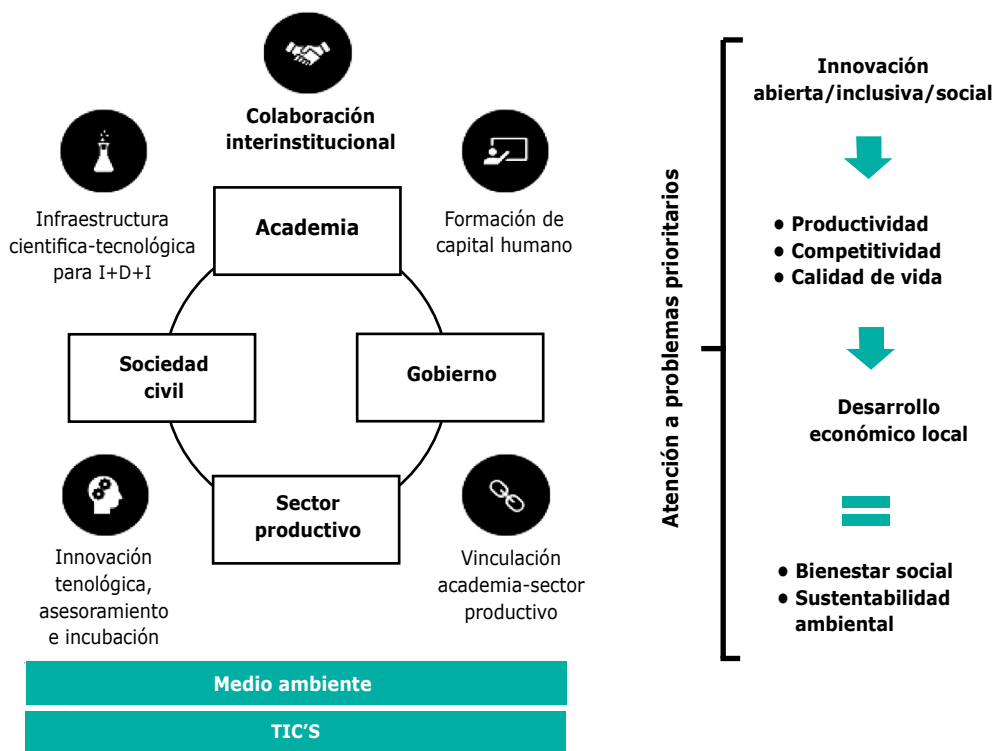 Colaboración
interinstitucional
Infraestructura
cientifica-tecnológica
para I+D+I
Formación de
capital humano
Academia
Sociedad
civil
Gobierno
Sector
productivo
Innovación
tenológica,
asesoramiento
e incubación
Vinculación
academia-sector
productivo
Medio ambiente
TIC’S
Atención a problemas prioritarios
Innovación
abierta/inclusiva/social
● Productividad
● Competitividad
● Calidad de vida
Desarrollo
económico local
● Bienestar social
● Sustentabilidad
ambiental